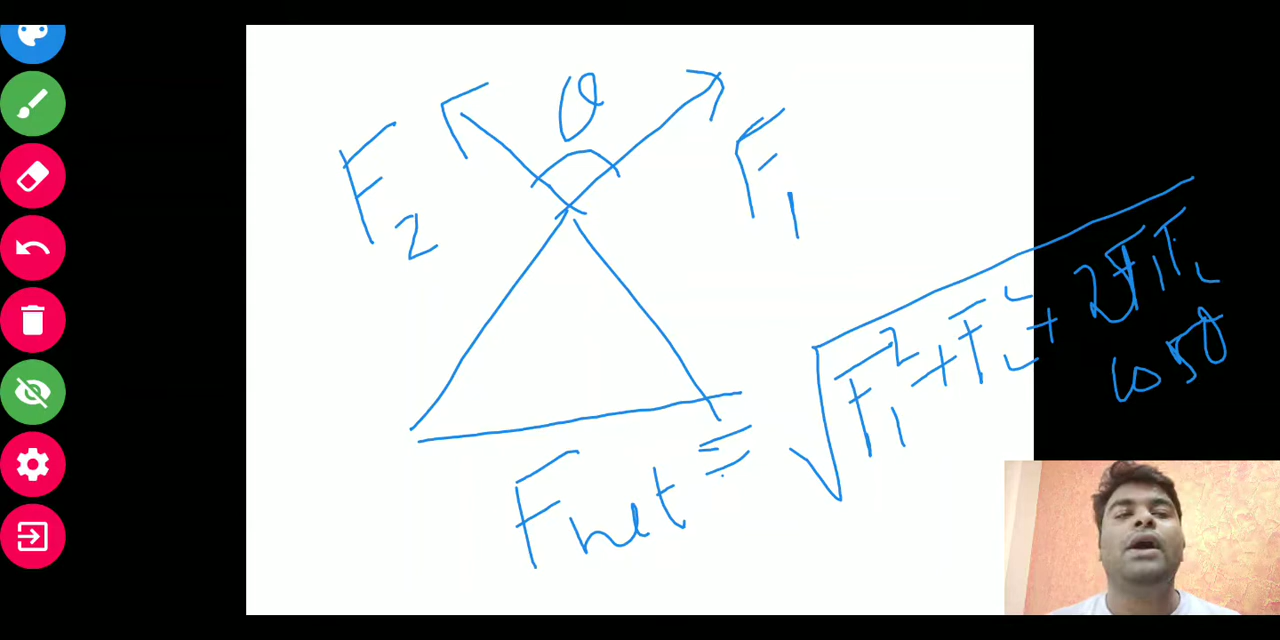 θ
F₂
F₁
Fnet = √F₁² + F₂² + 2F₁F₂
cosθ